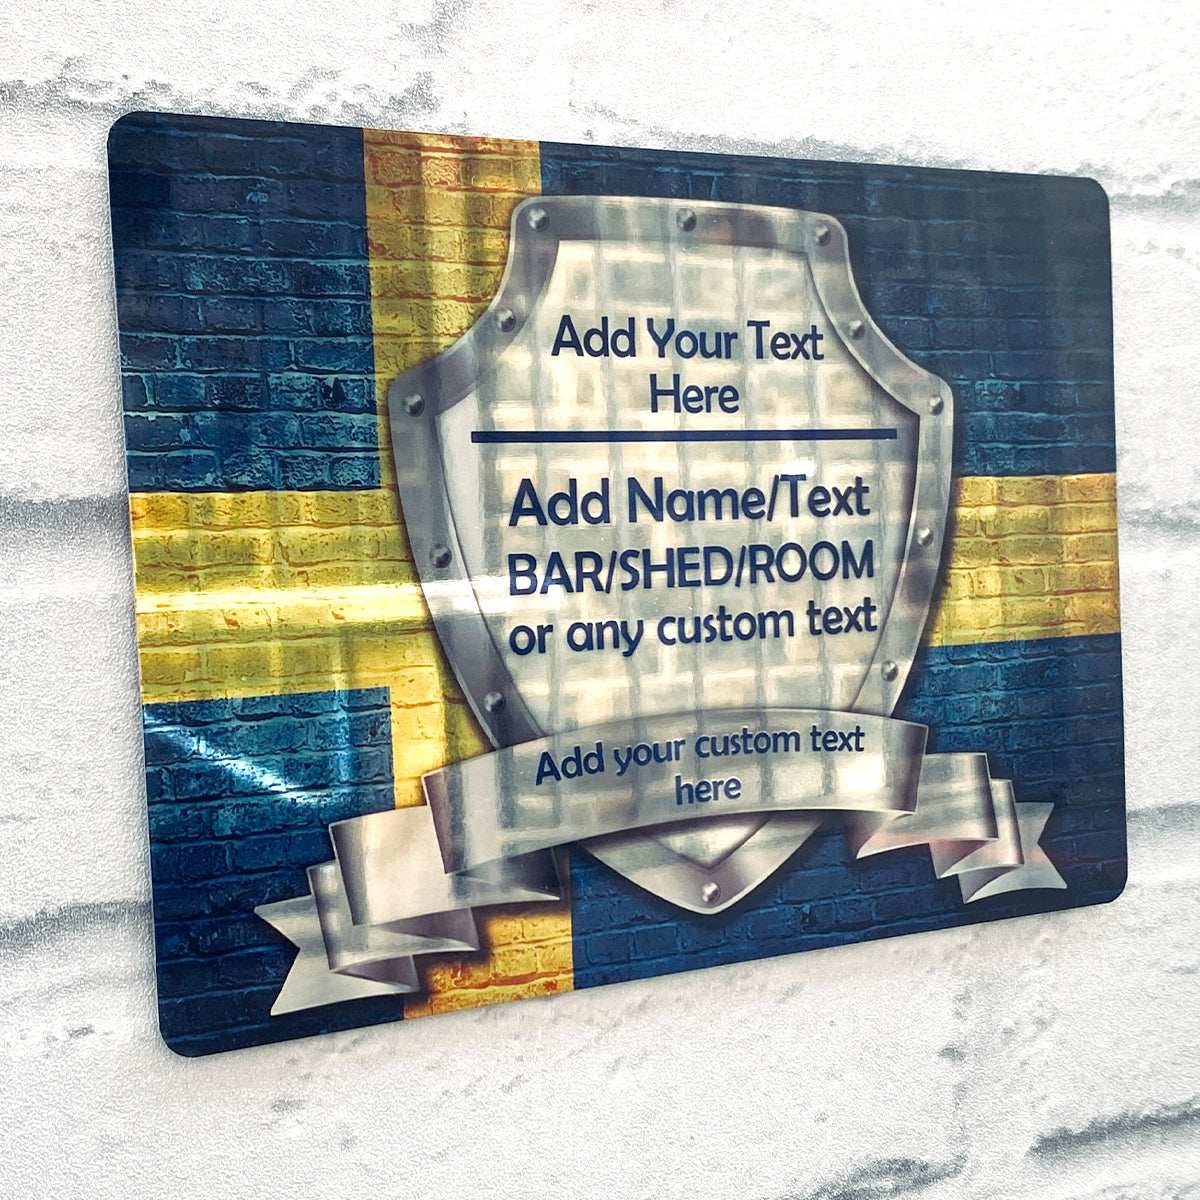 Add Your Text
Here
Add Name/Text
BAR/SHED/ROOM
or any custom text
Add your custom text
here